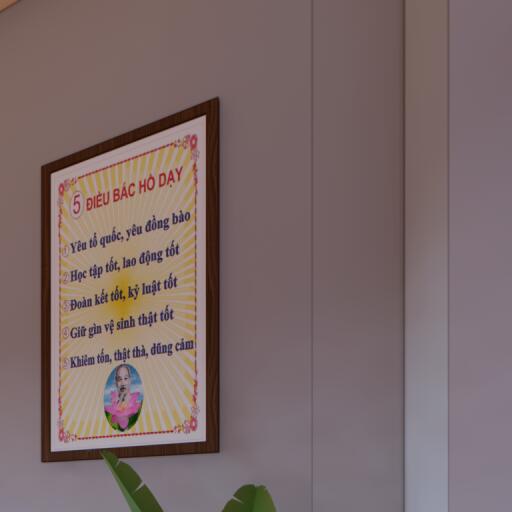 5 ĐIỀU BÁC HỒ DẠY
1 Yêu tổ quốc, yêu đồng bào
2 Học tập tốt, lao động tốt
3 Đoàn kết tốt, kỷ luật tốt
4 Giữ gìn vệ sinh thật tốt
5 Khiêm tốn, thật thà, dũng cảm